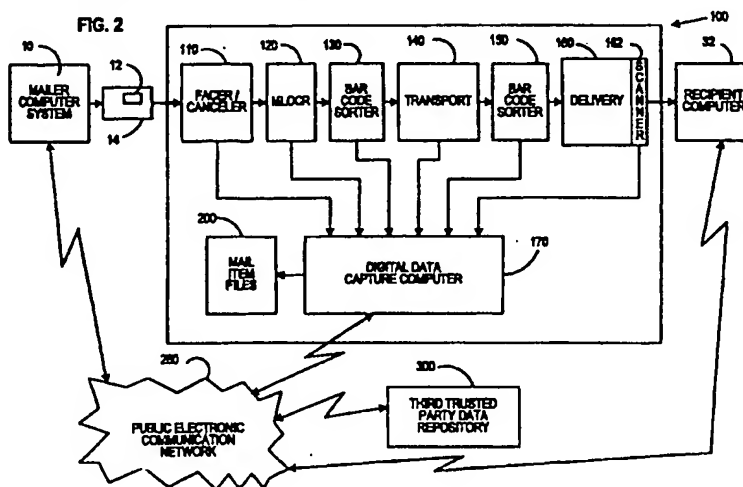 FIG. 2
100
10
12
14
110
120
130
140
150
160
162
32
MAILER
COMPUTER
SYSTEM
FACER /
CANCELER
MLOCR
BAR
CODE
SORTER
TRANSPORT
BAR
CODE
SORTER
DELIVERY
SCANNER
RECIPIENT
COMPUTER
200
MAIL
ITEM
FILES
DIGITAL DATA
CAPTURE COMPUTER
170
250
PUBLIC ELECTRONIC
COMMUNICATION
NETWORK
300
THIRD TRUSTED
PARTY DATA
REPOSITORY